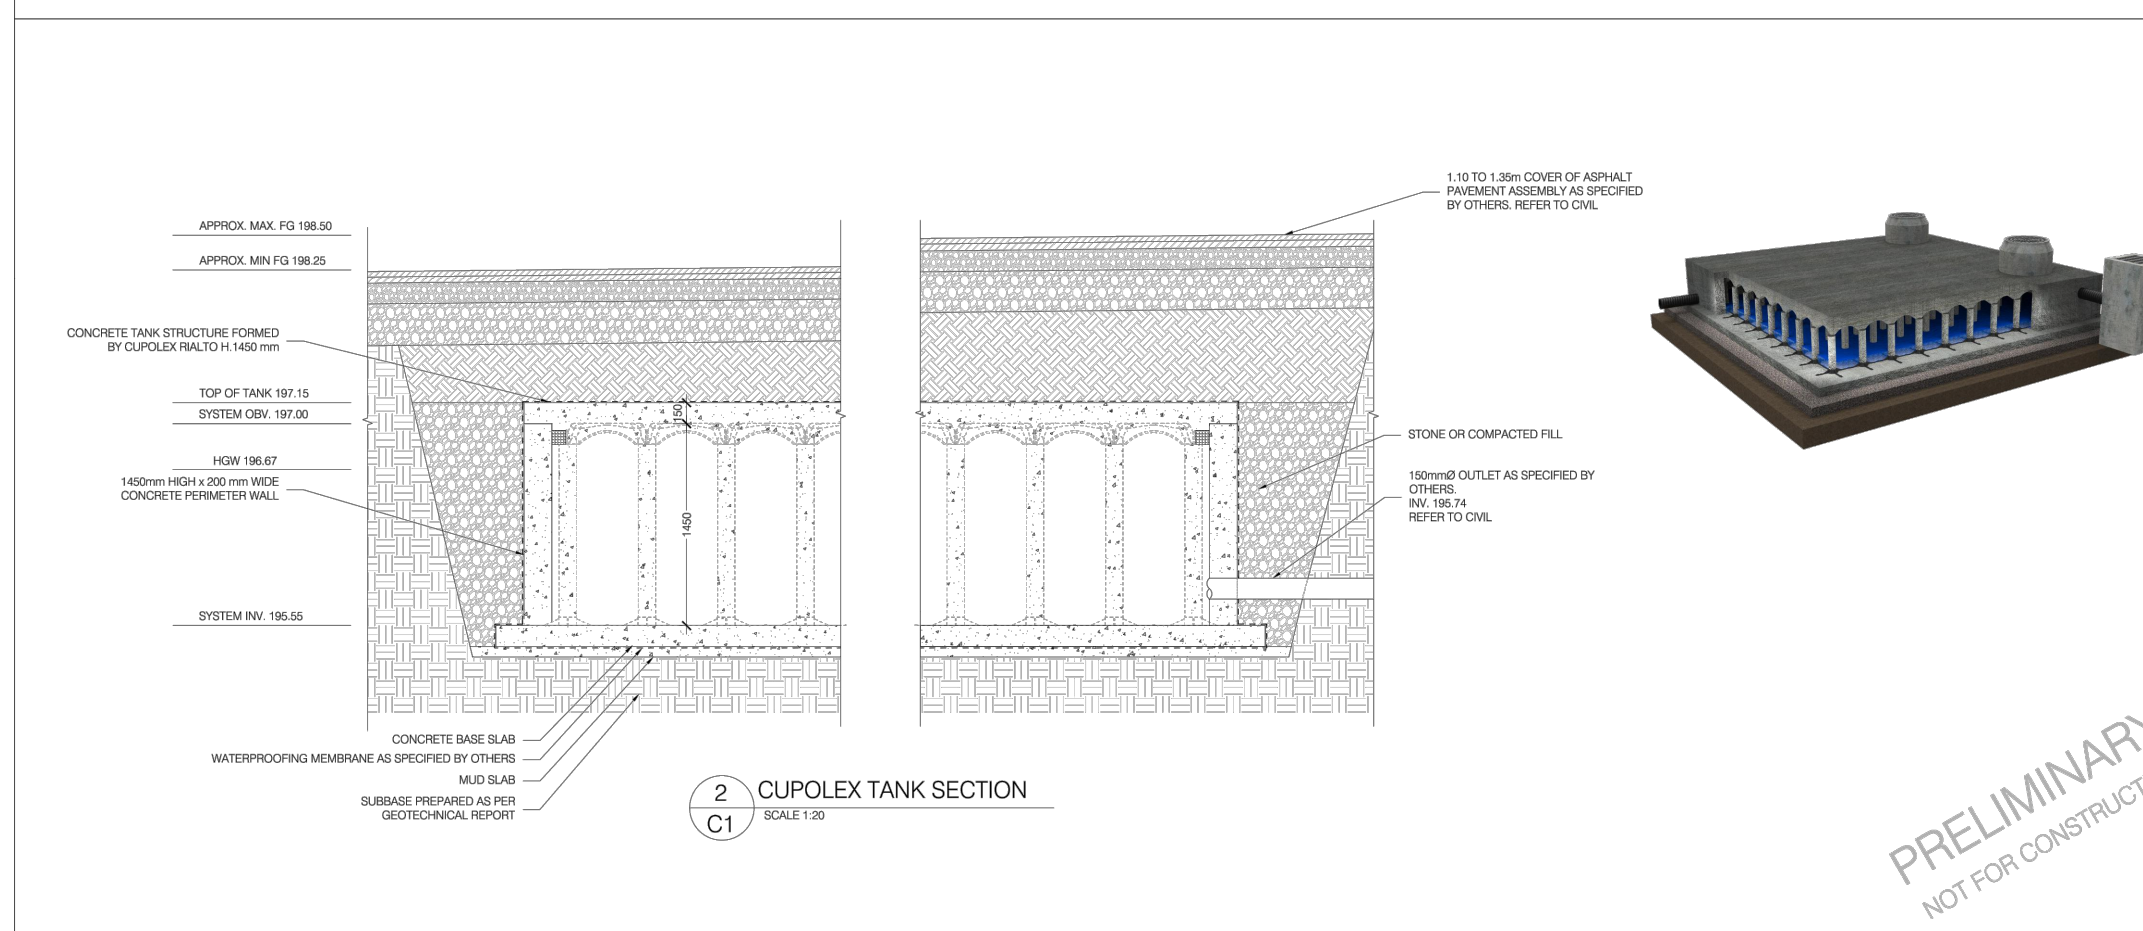 1.10 TO 1.35m COVER OF ASPHALT
PAVEMENT ASSEMBLY AS SPECIFIED
BY OTHERS. REFER TO CIVIL
APPROX. MAX. FG 198.50
APPROX. MIN FG 198.25
CONCRETE TANK STRUCTURE FORMED
BY CUPOLEX RIALTO H.1450 mm
TOP OF TANK 197.15
SYSTEM OBV. 197.00
150
STONE OR COMPACTED FILL
HGW 196.67
1450mm HIGH x 200 mm WIDE
CONCRETE PERIMETER WALL
150mmØ OUTLET AS SPECIFIED BY
OTHERS.
INV. 195.74
REFER TO CIVIL
1450
SYSTEM INV. 195.55
CONCRETE BASE SLAB
WATERPROOFING MEMBRANE AS SPECIFIED BY OTHERS
MUD SLAB
SUBBASE PREPARED AS PER
GEOTECHNICAL REPORT
2
C1
CUPOLEX TANK SECTION
SCALE 1:20
PRELIMINARY
NOT FOR CONSTRUCT